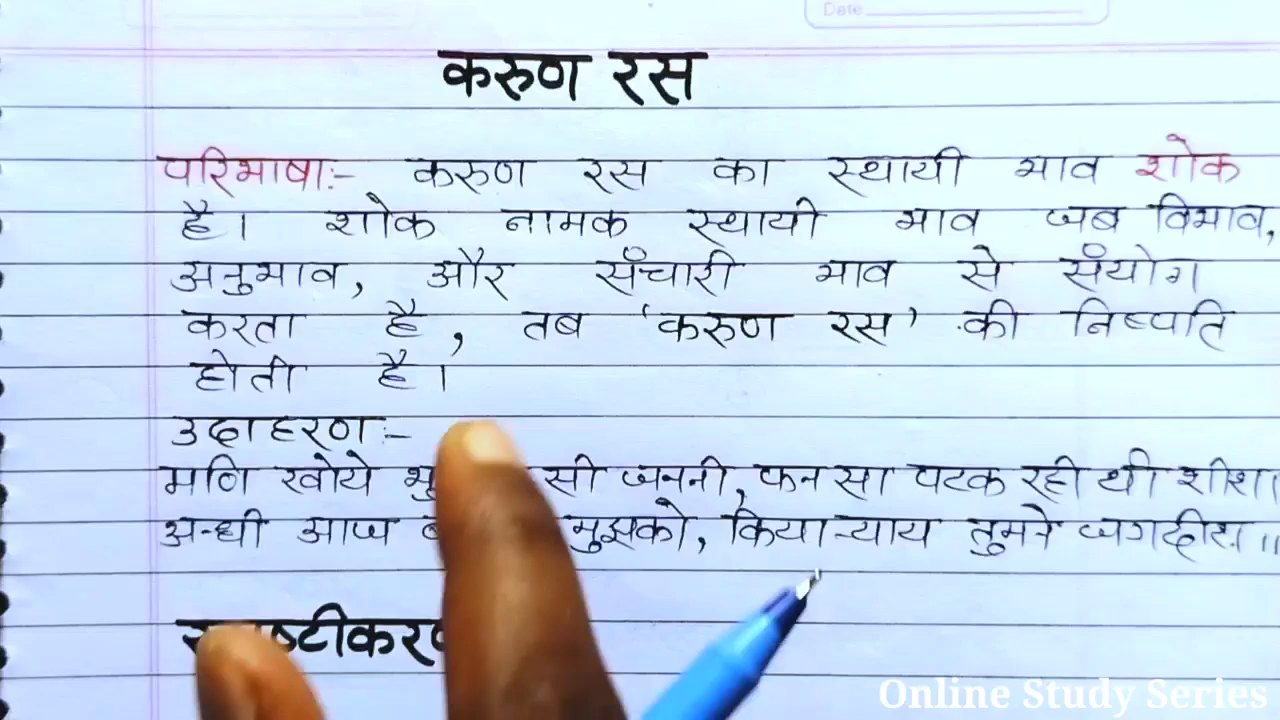 Date
करुण रस
परिभाषा:- करुण रस का स्थायी भाव शोक
है। शोक नामक स्थायी भाव जब विभाव,
अनुभाव, और संचारी भाव से संयोग
करता है, तब 'करुण रस' की निष्पति
होती है।
उदाहरण:-
मणि खोये सी जननी, फन सा पटक रही थी शीश।
अन्धी आज मुझको, किया न्याय तुमने जगदीश ॥
Online Study Series